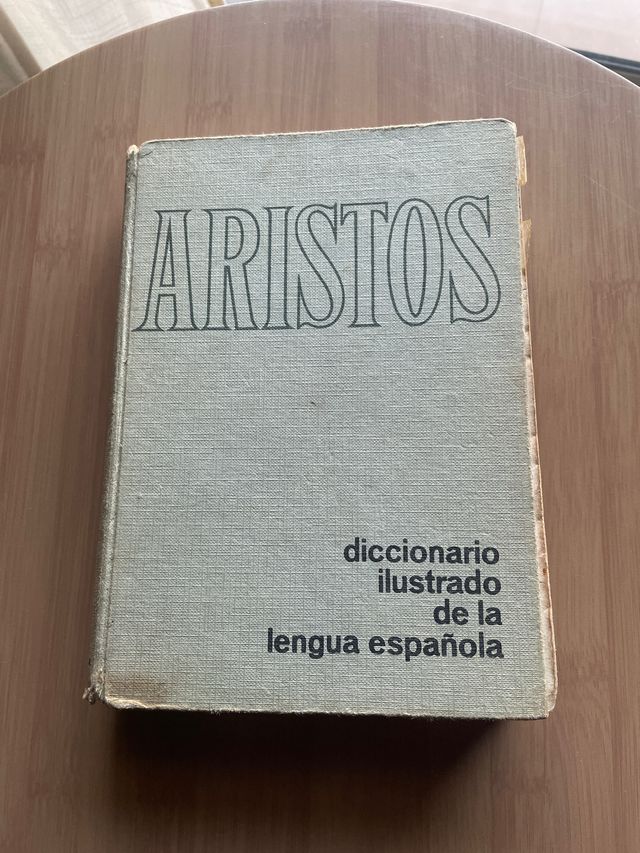 ARISTOS
diccionario
ilustrado
de la
lengua española